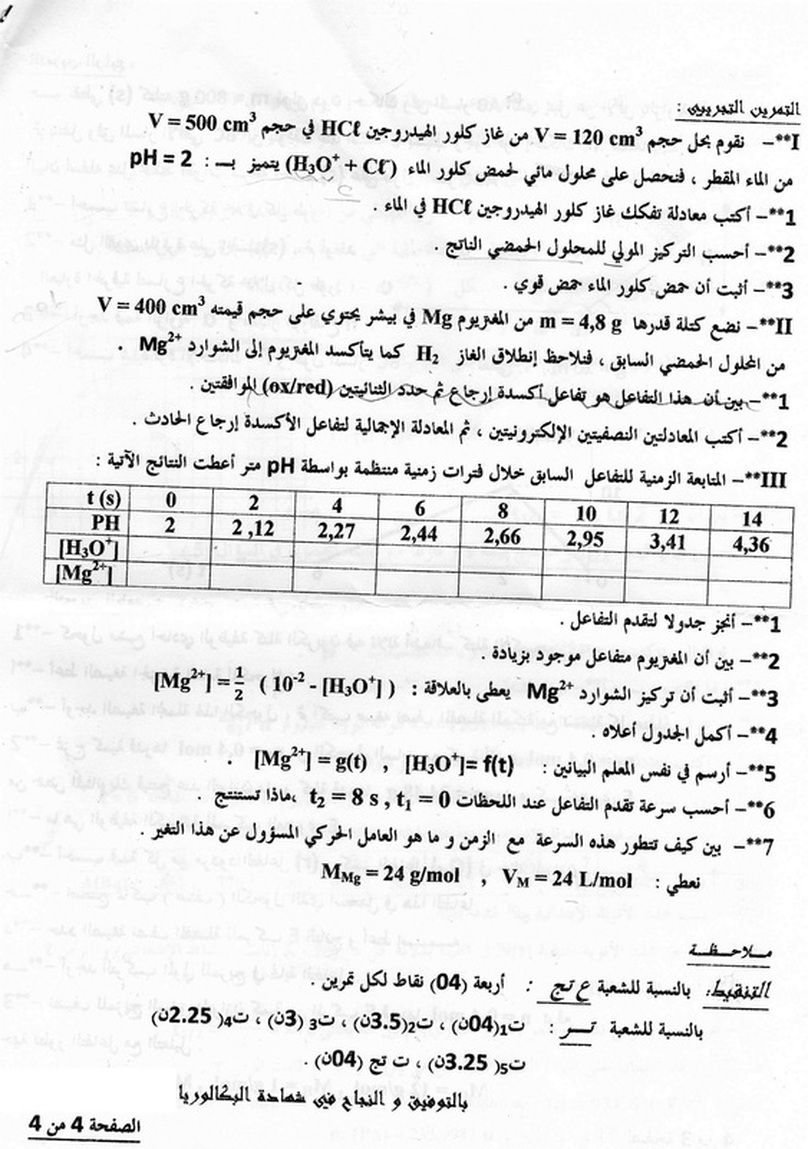 التمرين التجريبي :
I**– نقوم بحل حجم V = 120 cm³ من غاز كلور الهيدروجين HCℓ في حجم V = 500 cm³
من الماء المقطر ، فنحصل على محلول مائي لحمض كلور الماء (H₃O⁺ + Cℓ⁻) يتميز بـ : pH = 2
1**– أكتب معادلة تفكك غاز كلور الهيدروجين HCℓ في الماء .
2**– أحسب التركيز المولي للمحلول الحمضي الناتج .
3**– أثبت أن حمض كلور الماء حمض قوي .
II**– نضع كتلة قدرها m = 4,8 g من المغنزيوم Mg في بيشر يحتوي على حجم قيمته V = 400 cm³
من المحلول الحمضي السابق ، فنلاحظ إنطلاق الغاز H₂ كما يتأكسد المغنزيوم إلى الشوارد Mg²⁺ .
1**– بين أن هذا التفاعل هو تفاعل أكسدة إرجاع ثم حدد الثنائيتين (ox/red) الموافقتين .
2**– أكتب المعادلتين النصفيتين الإلكترونيتين ، ثم المعادلة الإجمالية لتفاعل الأكسدة إرجاع الحادث .
III**– المتابعة الزمنية للتفاعل السابق خلال فترات زمنية منتظمة بواسطة pH متر أعطت النتائج الآتية :
t (s) 0 2 4 6 8 10 12 14
PH 2 2 ,12 2,27 2,44 2,66 2,95 3,41 4,36
[H₃O⁺]
[Mg²⁺]
1**– أنجز جدولا لتقدم التفاعل .
2**– بين أن المغنزيوم متفاعل موجود بزيادة .
3**– أثبت أن تركيز الشوارد Mg²⁺ يعطى بالعلاقة : [Mg²⁺] = ½ ( 10⁻² - [H₃O⁺] )
4**– أكمل الجدول أعلاه .
5**– أرسم في نفس المعلم البيانين : [Mg²⁺] = g(t) , [H₃O⁺]= f(t) .
6**– أحسب سرعة تقدم التفاعل عند اللحظات t₂ = 8 s , t₁ = 0 ،ماذا تستنتج .
7**– بين كيف تتطور هذه السرعة مع الزمن و ما هو العامل الحركي المسؤول عن هذا التغير .
نعطي : M_Mg = 24 g/mol , V_M = 24 L/mol
مـلاحـظـة
التنقيط: بالنسبة للشعبة ع تج : أربعة (04) نقاط لكل تمرين .
بالنسبة للشعبة تـر : ت1(04ن) ، ت2(3.5ن) ، ت3 (3ن) ، ت4( 2.25ن)
ت5( 3.25ن) ، ت تج (04ن) .
بالتوفيق و النجاح في شهادة البكالوريا
الصفحة 4 من 4